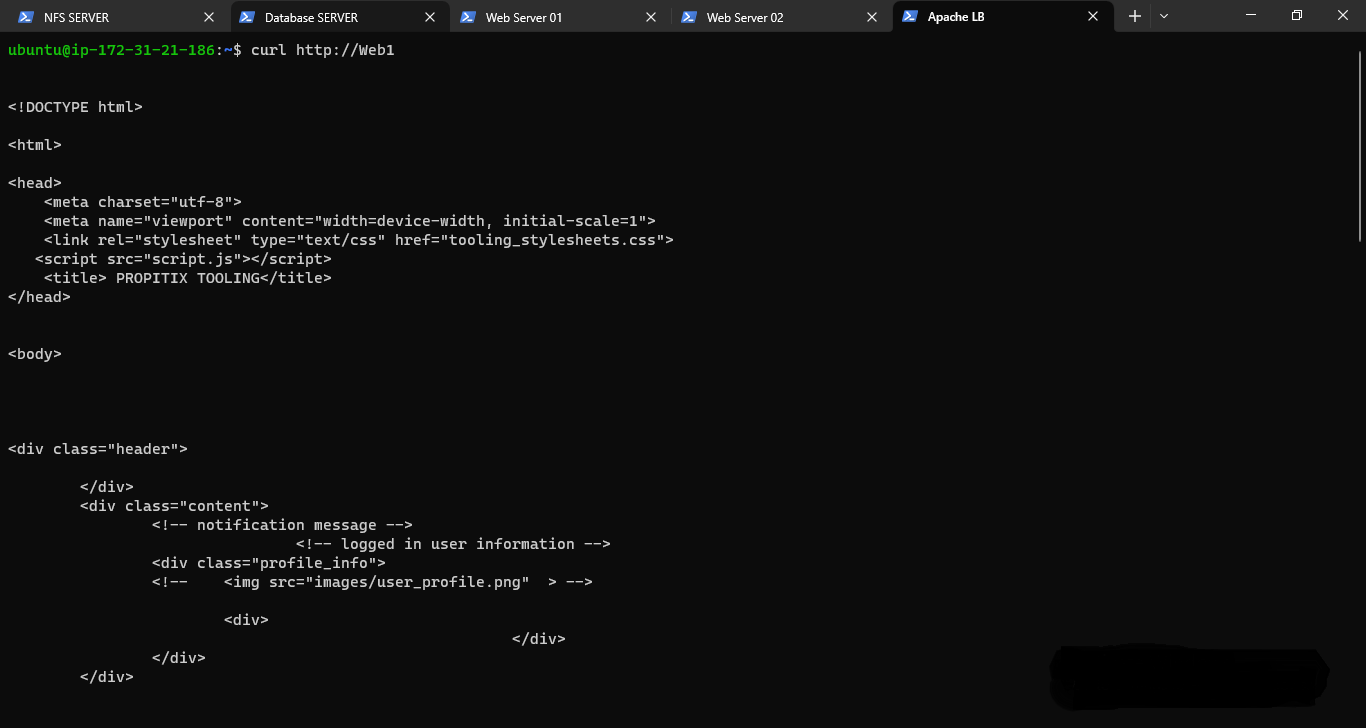 NFS SERVER
Database SERVER
Web Server 01
Web Server 02
Apache LB
ubuntu@ip-172-31-21-186:~$ curl http://Web1
<!DOCTYPE html>
<html>
<head>
    <meta charset="utf-8">
    <meta name="viewport" content="width=device-width, initial-scale=1">
    <link rel="stylesheet" type="text/css" href="tooling_stylesheets.css">
   <script src="script.js"></script>
    <title> PROPITIX TOOLING</title>
</head>
<body>
<div class="header">
        </div>
        <div class="content">
                <!-- notification message -->
                                <!-- logged in user information -->
                <div class="profile_info">
                <!--    <img src="images/user_profile.png"  > -->
                        <div>
                                                        </div>
                </div>
        </div>